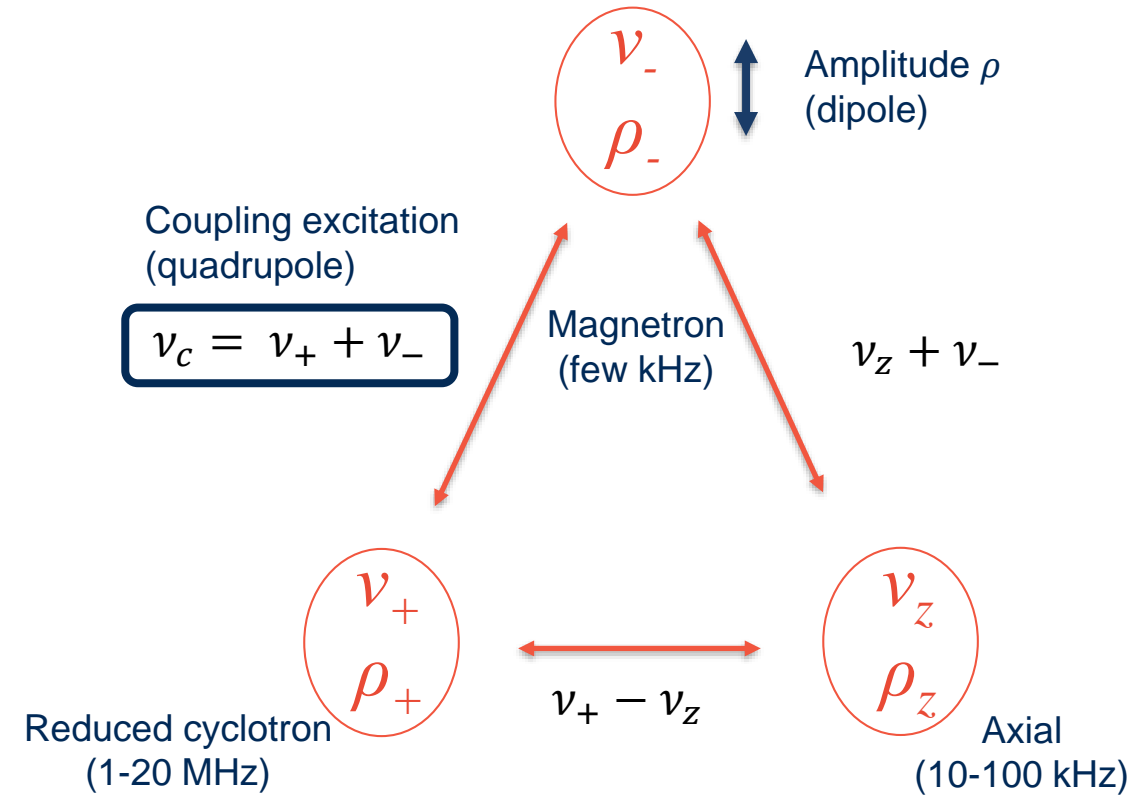 𝜈-
Amplitude 𝜌
(dipole)
𝜌-
Coupling excitation
(quadrupole)
𝜈𝑐 = 𝜈+ + 𝜈−
Magnetron
(few kHz)
𝜈𝑧 + 𝜈−
𝜈+
𝜌+
𝜈𝑧
𝜌𝑧
𝜈+ − 𝜈𝑧
Reduced cyclotron
(1-20 MHz)
Axial
(10-100 kHz)